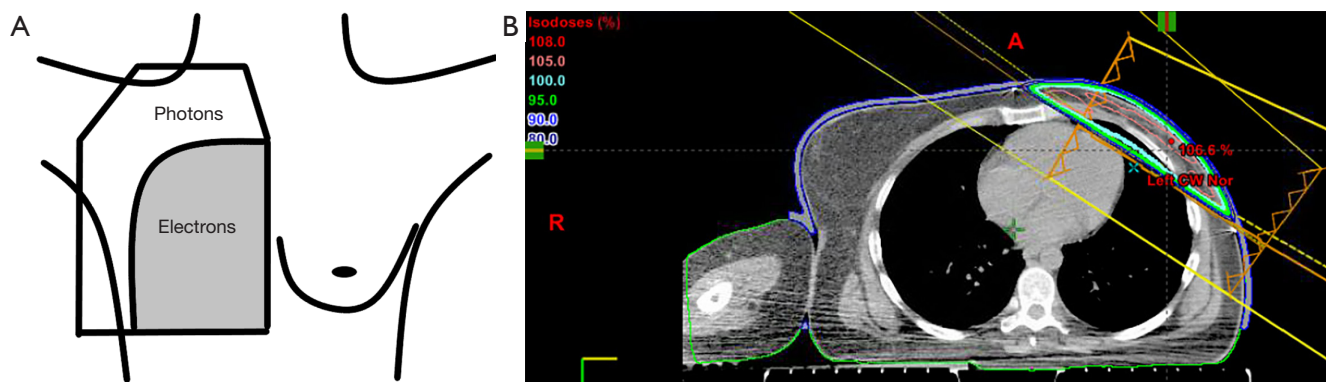 A
Photons
Electrons
B
Isodoses (%)
108.0
105.0
100.0
95.0
90.0
80.0
A
R
106.6 %
Left CW Nor